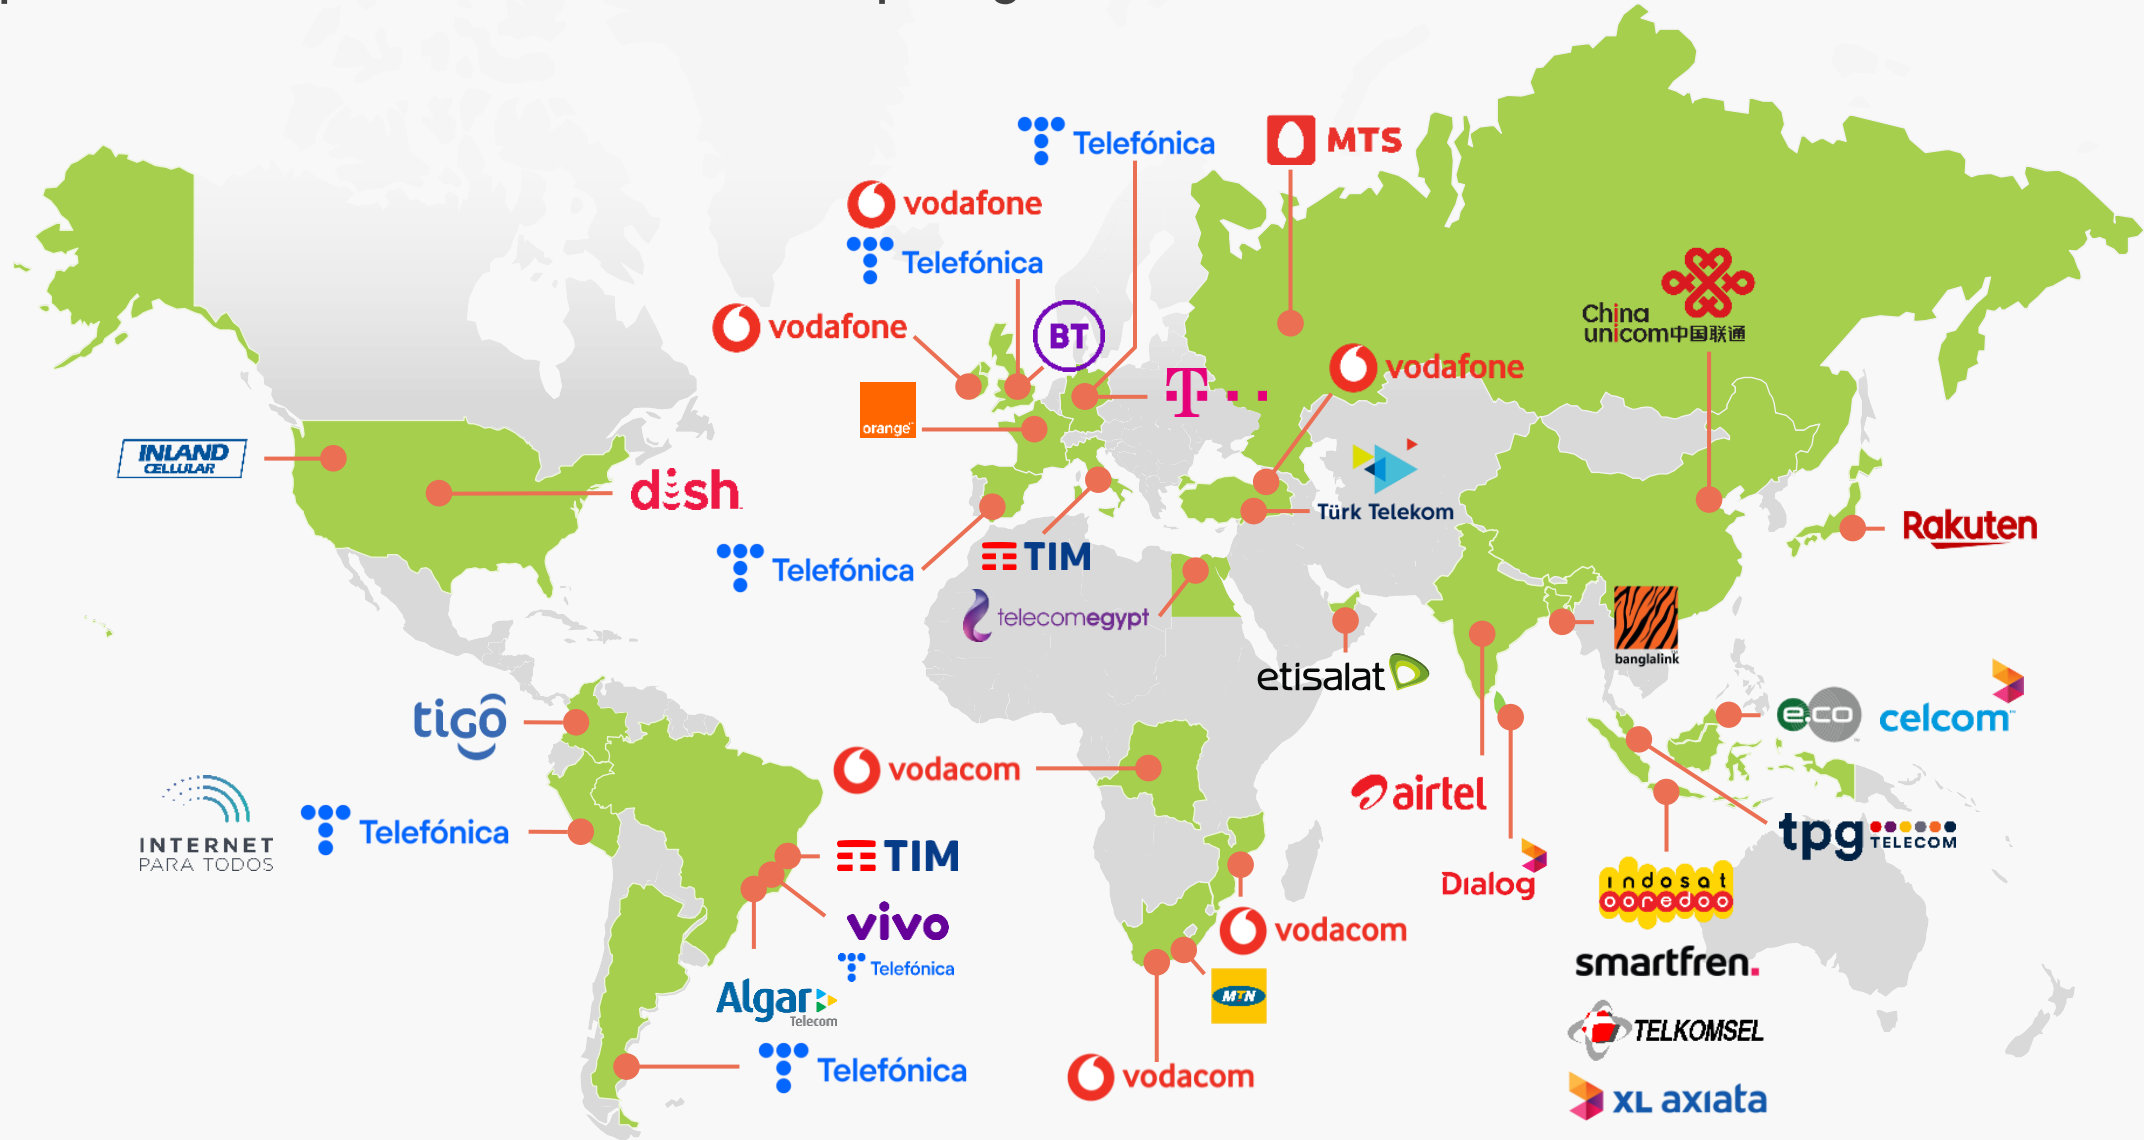 Telefónica
MTS
vodafone
Telefónica
China
unicom中国联通
vodafone
BT
vodafone
T
orange™
INLAND
CELLULAR
dish
Türk Telekom
Rakuten
Telefónica
TIM
telecomegypt
banglalink
etisalat
tigo
e.co
celcom™
vodacom
airtel
INTERNET
PARA TODOS
Telefónica
tpg TELECOM
TIM
Dialog
indosat
ooredoo
vivo
Telefónica
vodacom
smartfren.
Algar
Telecom
MTN
TELKOMSEL
Telefónica
vodacom
XL axiata